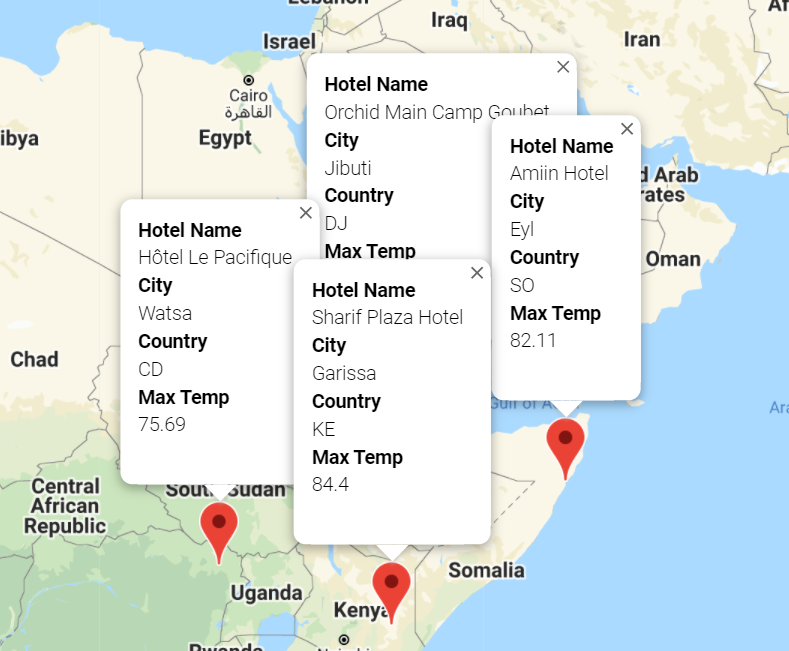 Lebanon
Iraq
Israel
Iran
Af
Cairo
القاهرة
Egypt
ibya
Hotel Name
Orchid Main Camp Goubet
City
Jibuti
Country
DJ
Max Temp
Hotel Name
Amiin Hotel
City
Eyl
Country
SO
Max Temp
82.11
d Arab
rates
Oman
Hotel Name
Hôtel Le Pacifique
City
Watsa
Country
CD
Max Temp
75.69
Hotel Name
Sharif Plaza Hotel
City
Garissa
Country
KE
Max Temp
84.4
Chad
Gulf of A
Ara
Central
African
Republic
South Sudan
Somalia
Uganda
Kenya
Rwanda